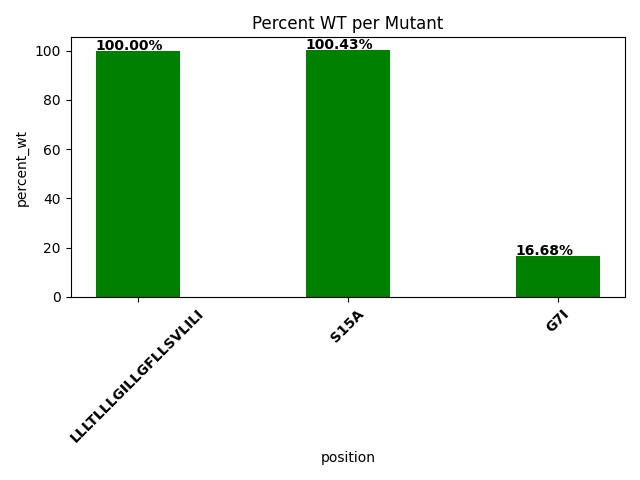 Percent WT per Mutant
100.00%
100.43%
16.68%
percent_wt
100
80
60
40
20
0
LLLTLLLGILLGFLLSVLILI
S15A
G7I
position